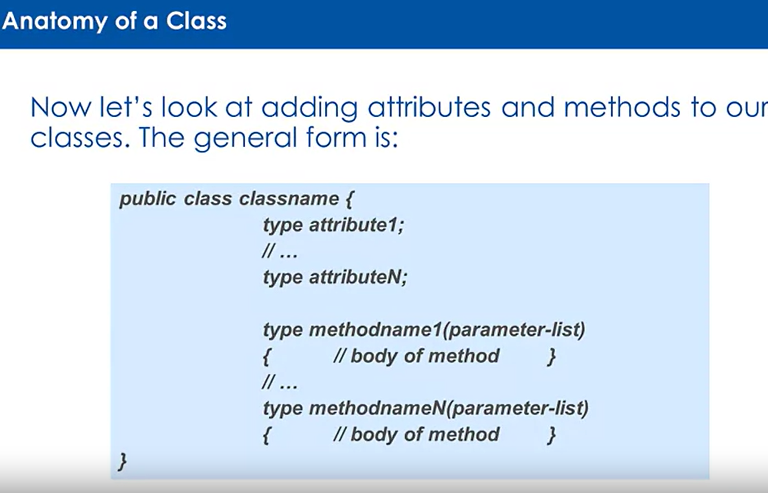 Anatomy of a Class
Now let's look at adding attributes and methods to our
classes. The general form is:
public class classname {
type attribute1;
// ...
type attributeN;
type methodname1(parameter-list)
{ // body of method }
// ...
type methodnameN(parameter-list)
{ // body of method }
}